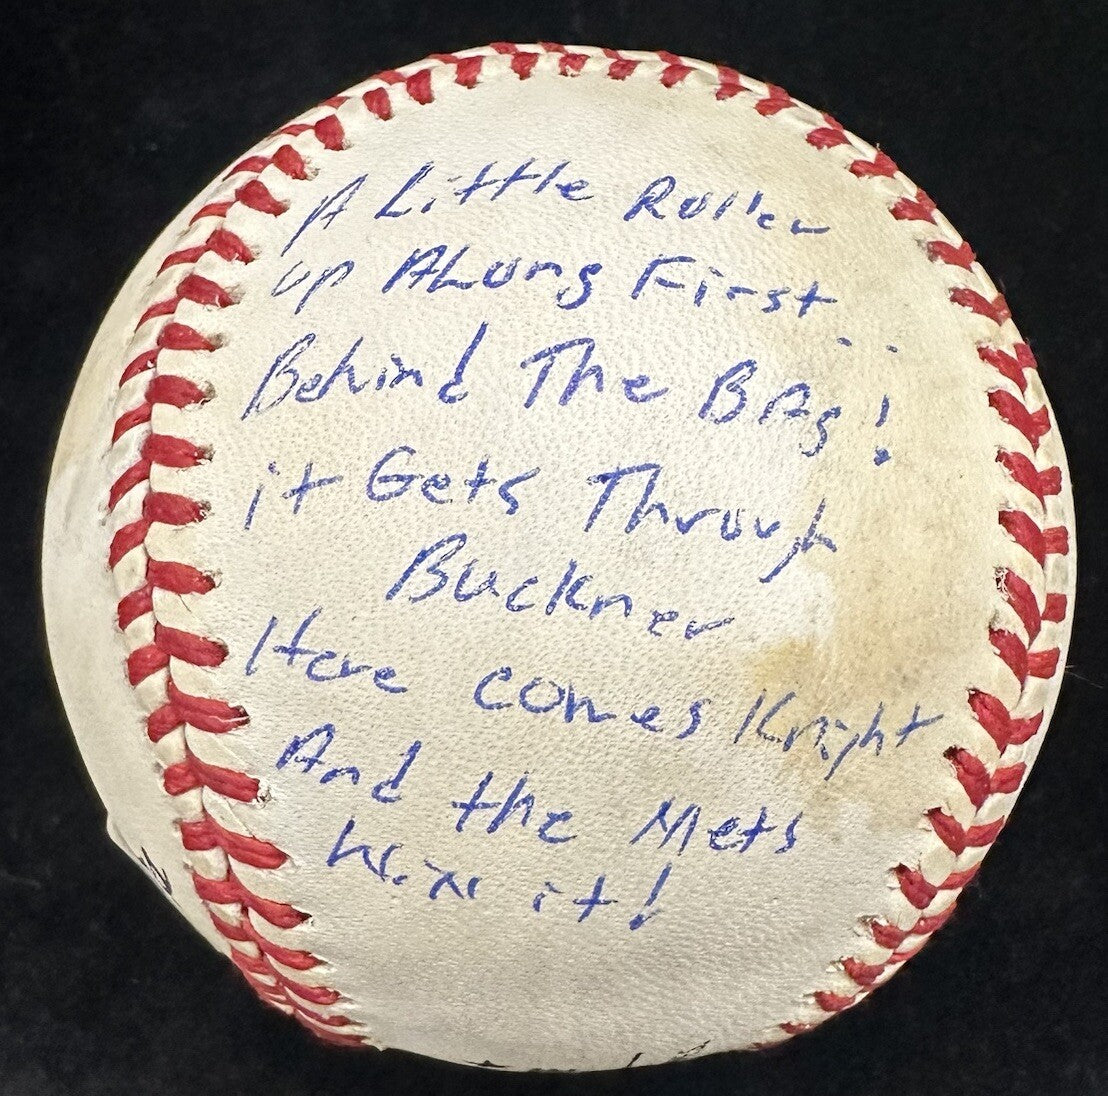 A Little Roller
up ALong First..
Behind The BAg!
it Gets Through
Buckner
Here comes Knight
And the Mets
WiN it!